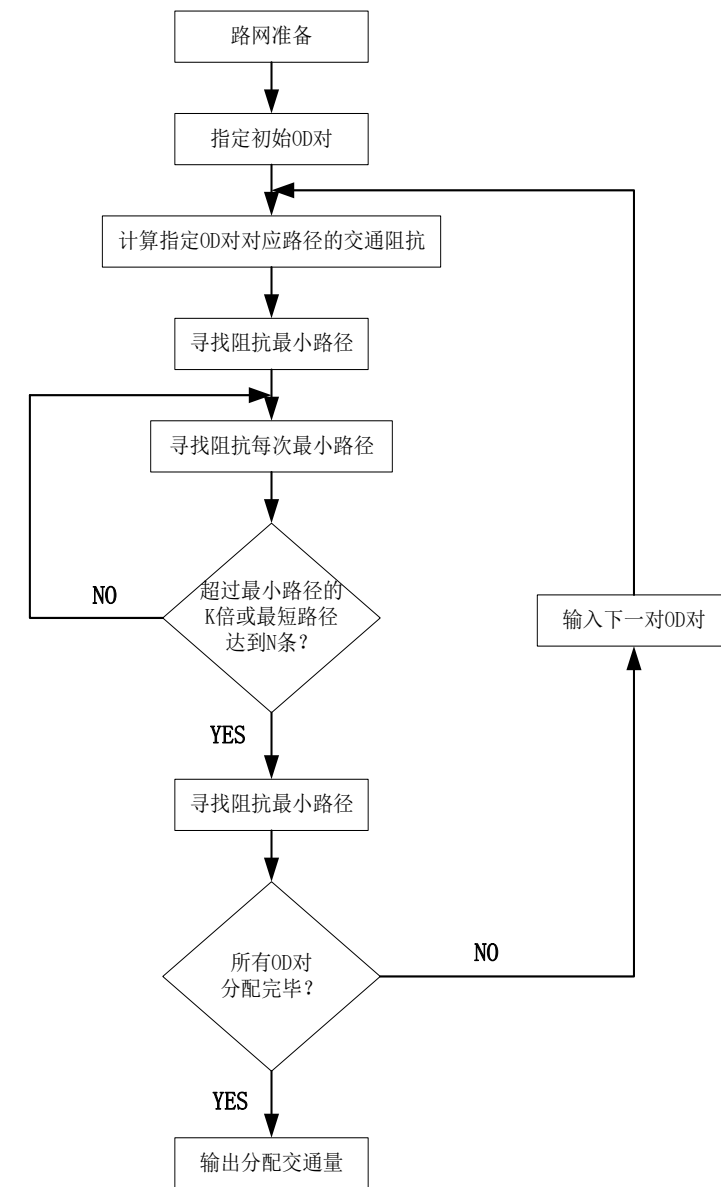 路网准备
指定初始OD对
计算指定OD对对应路径的交通阻抗
寻找阻抗最小路径
寻找阻抗每次最小路径
超过最小路径的
K倍或最短路径
达到N条？
NO
输入下一对OD对
YES
寻找阻抗最小路径
所有OD对
分配完毕？
NO
YES
输出分配交通量